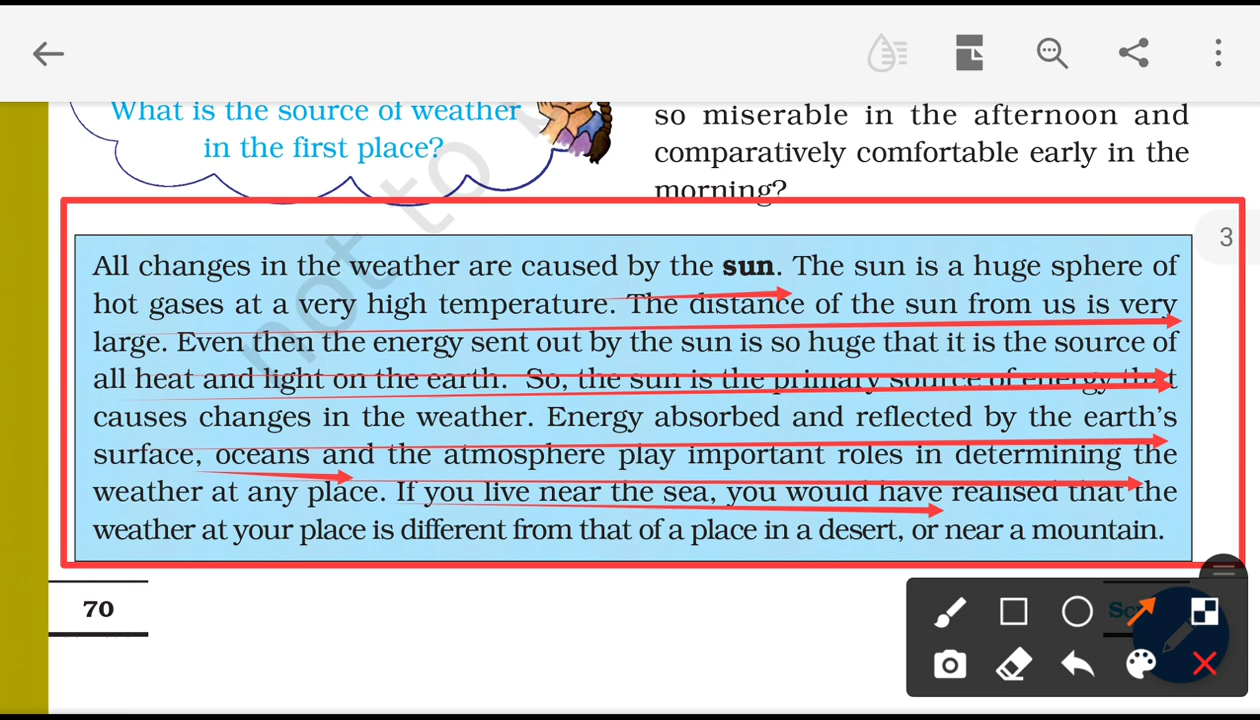 What is the source of weather
in the first place?
so miserable in the afternoon and
comparatively comfortable early in the
morning?
not to
3
All changes in the weather are caused by the sun. The sun is a huge sphere of
hot gases at a very high temperature. The distance of the sun from us is very
large. Even then the energy sent out by the sun is so huge that it is the source of
all heat and light on the earth. So, the sun is the primary source of energy that
causes changes in the weather. Energy absorbed and reflected by the earth's
surface, oceans and the atmosphere play important roles in determining the
weather at any place. If you live near the sea, you would have realised that the
weather at your place is different from that of a place in a desert, or near a mountain.
70